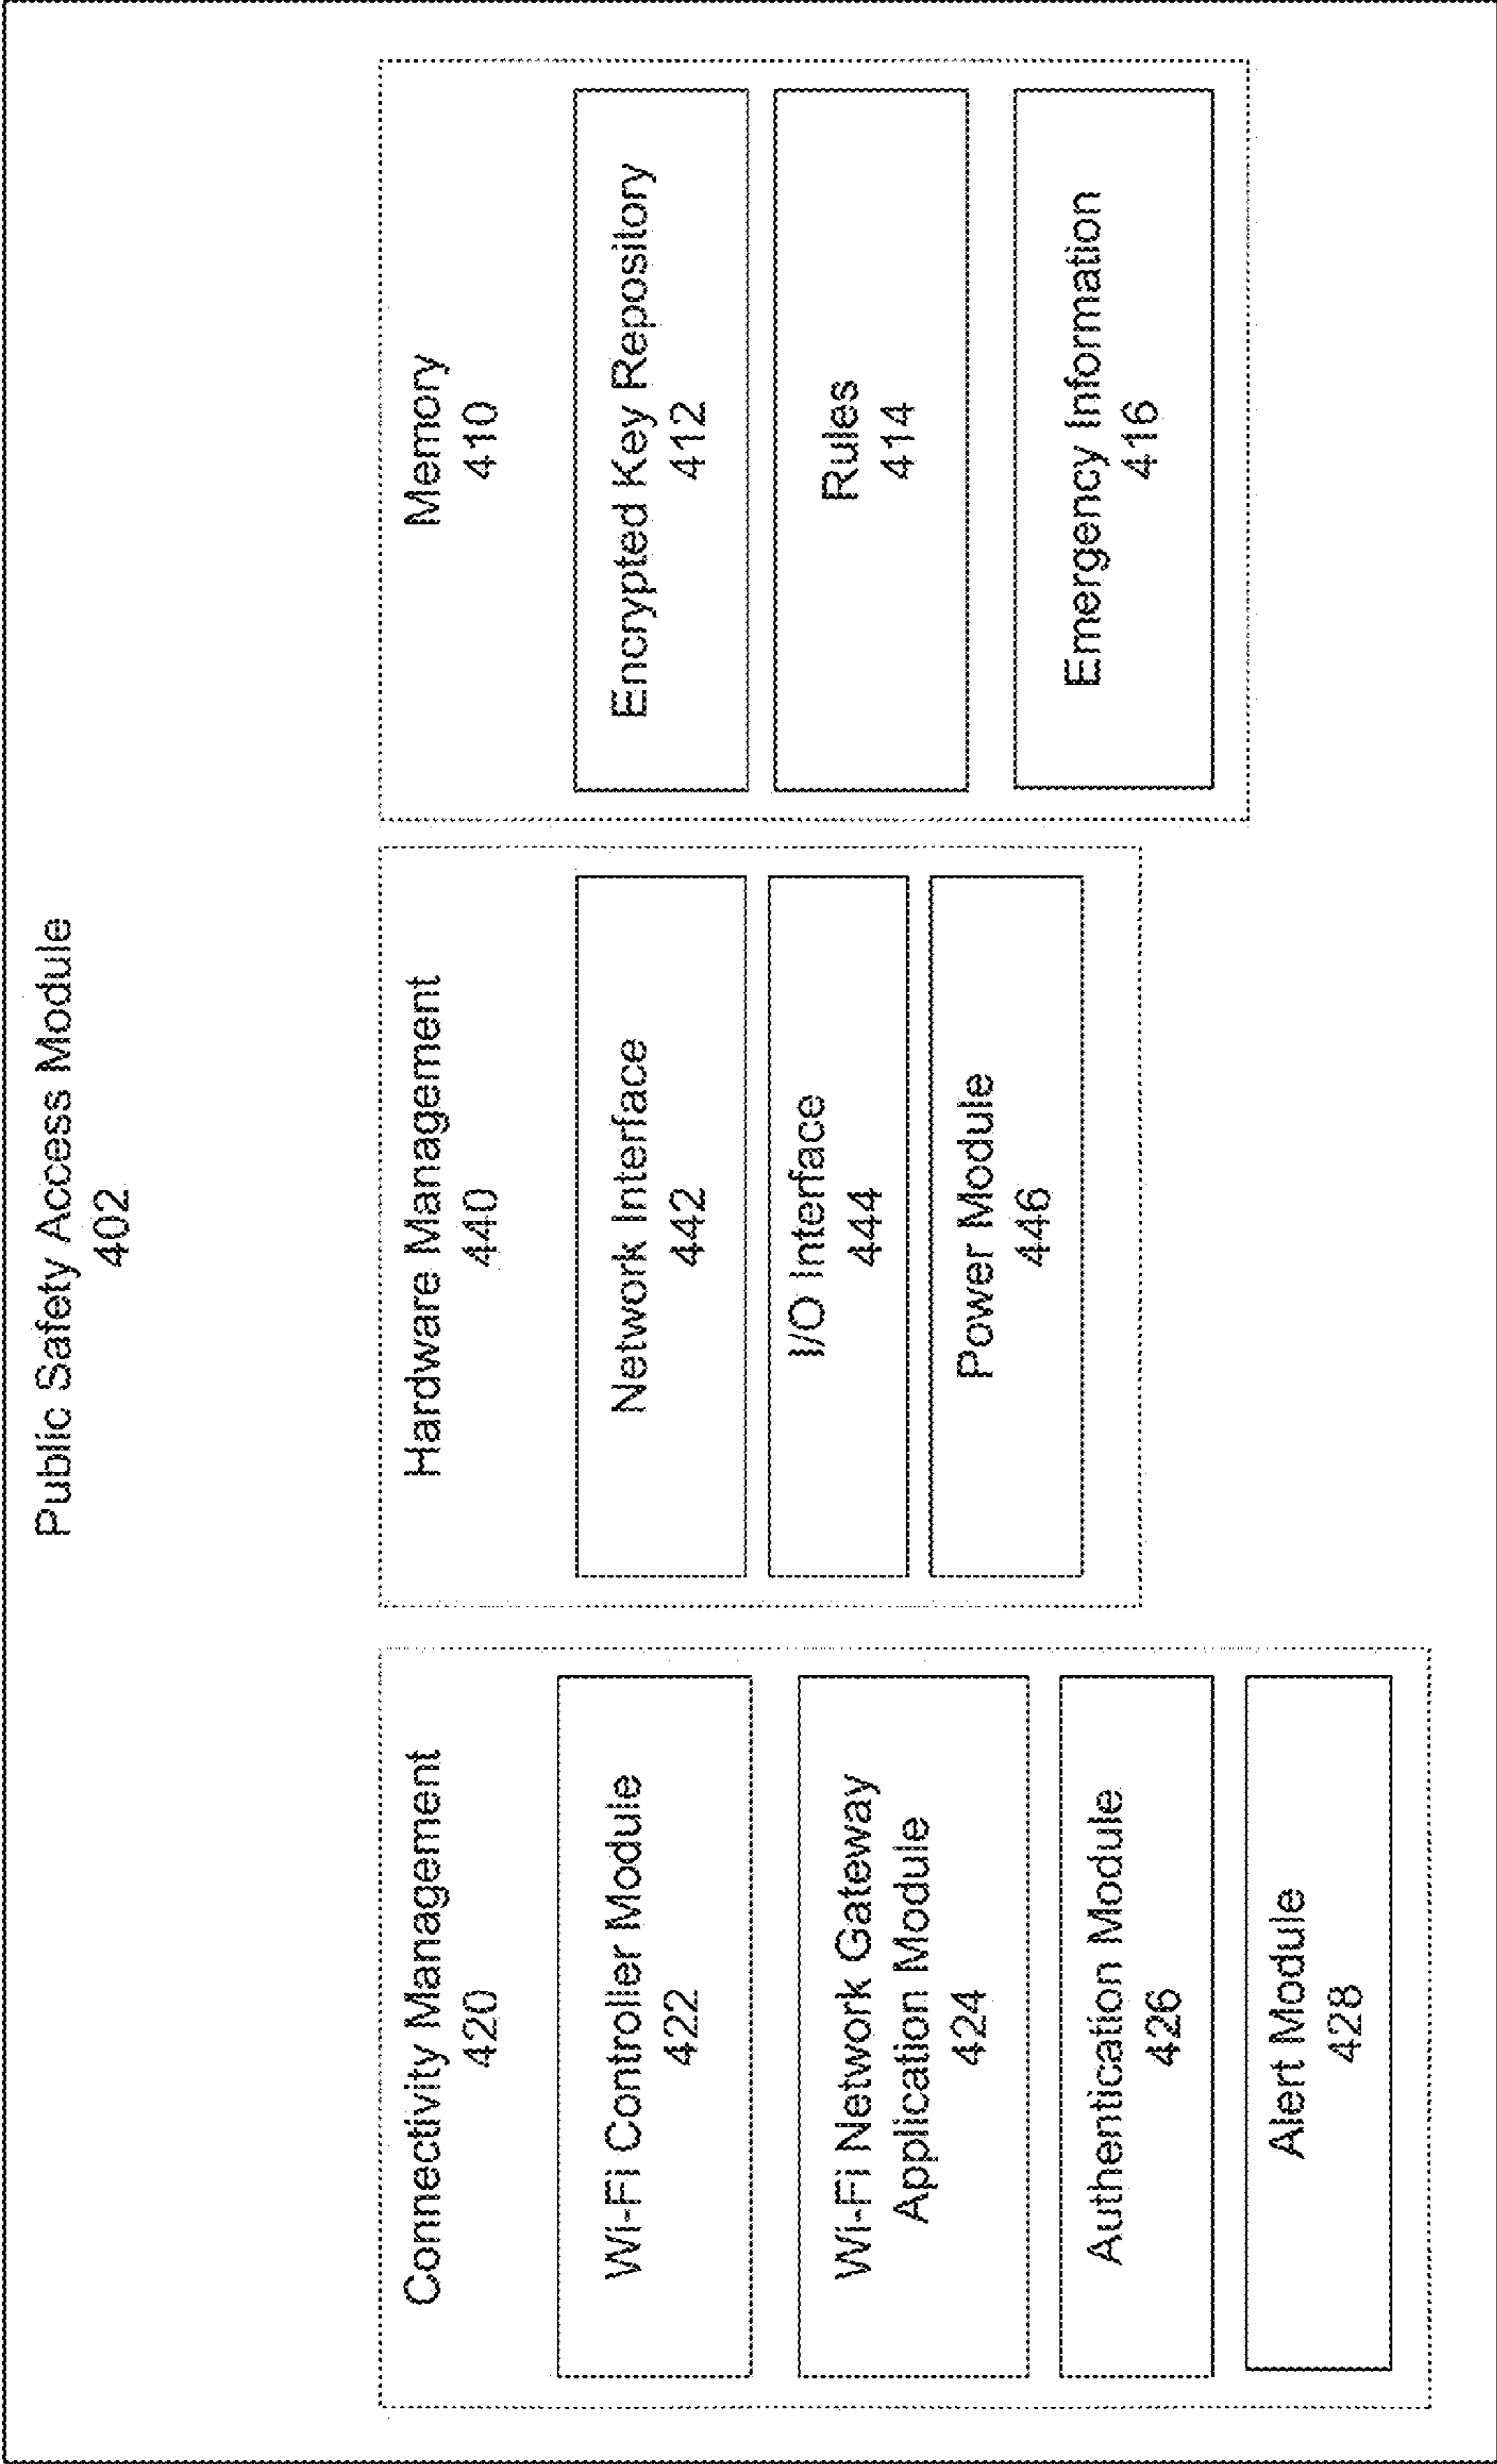 Public Safety Access Module
402
Connectivity Management
420
Wi-Fi Controller Module
422
Wi-Fi Network Gateway
Application Module
424
Authentication Module
426
Alert Module
428
Hardware Management
440
Network Interface
442
I/O Interface
444
Power Module
446
Memory
410
Encrypted Key Repository
412
Rules
414
Emergency Information
416